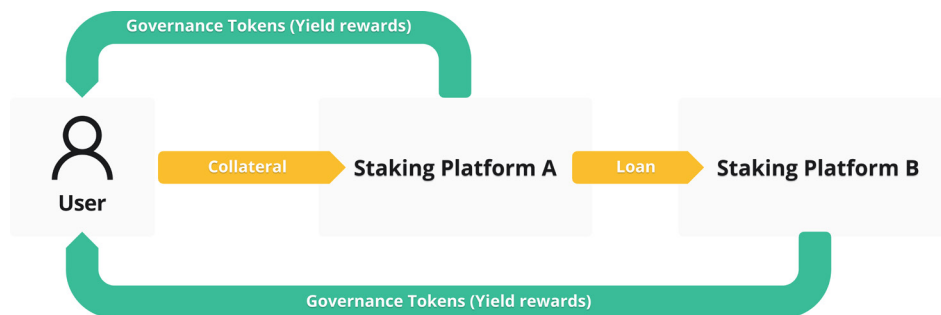 Governance Tokens (Yield rewards)
User
Collateral
Staking Platform A
Loan
Staking Platform B
Governance Tokens (Yield rewards)